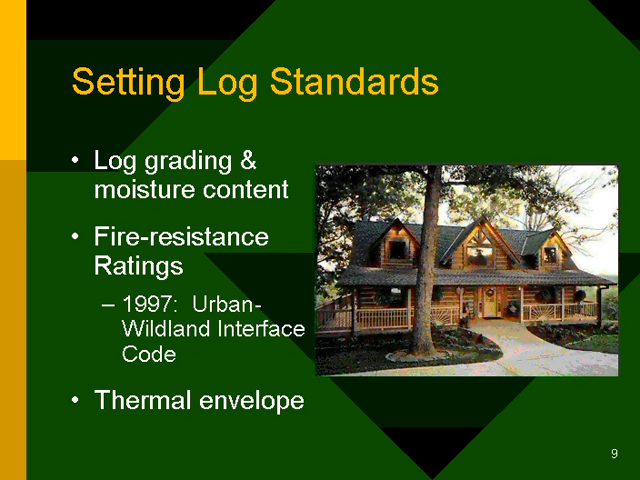 Setting Log Standards
• Log grading &
moisture content
• Fire-resistance
Ratings
– 1997:  Urban-
Wildland Interface
Code
• Thermal envelope
9